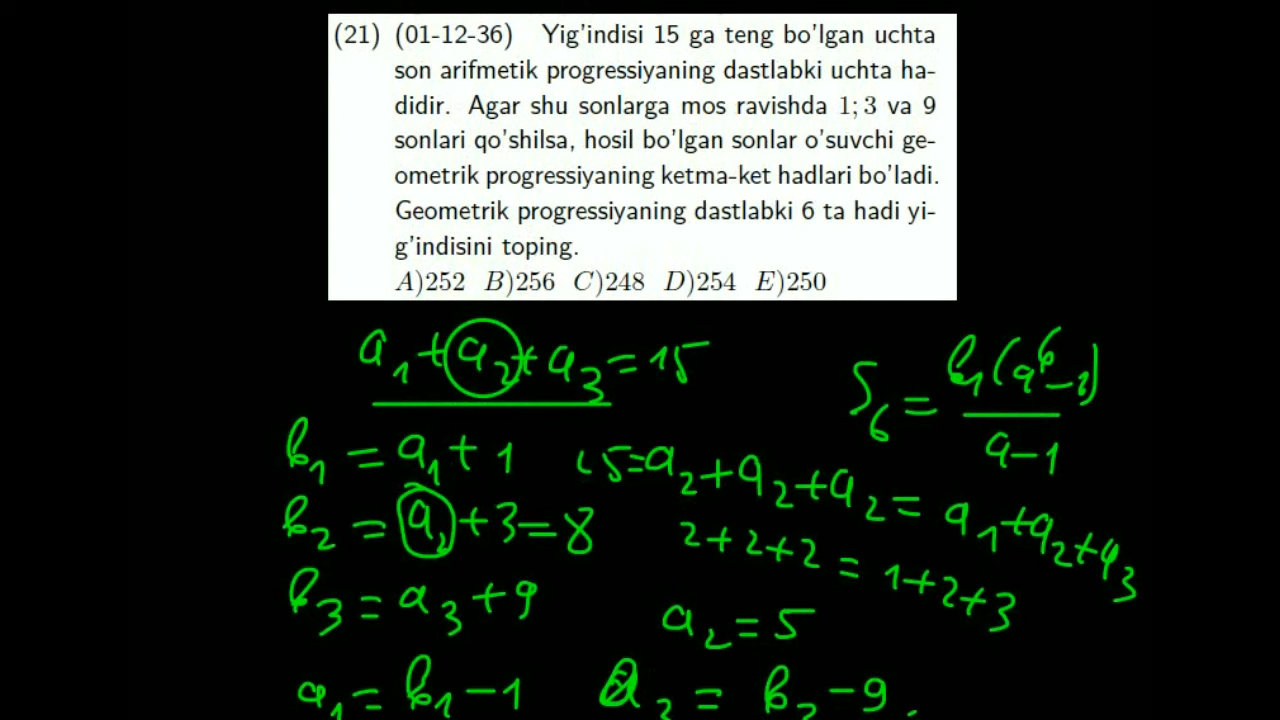 (21) (01-12-36) Yig'indisi 15 ga teng bo'lgan uchta
son arifmetik progressiyaning dastlabki uchta ha-
didir. Agar shu sonlarga mos ravishda 1; 3 va 9
sonlari qo'shilsa, hosil bo'lgan sonlar o'suvchi ge-
ometrik progressiyaning ketma-ket hadlari bo'ladi.
Geometrik progressiyaning dastlabki 6 ta hadi yi-
g'indisini toping.
A)252 B)256 C)248 D)254 E)250
a₁+a₂+a₃=15
S₆ = b₁(q⁶-1)/q-1
b₁ = a₁+1
15=a₂+a₂+a₂= a₁+a₂+a₃
b₂ = a₂+3=8
2+2+2 = 1+2+3
b₃ = a₃+9
a₂=5
a₁= b₁-1
a₃ = b₃-9